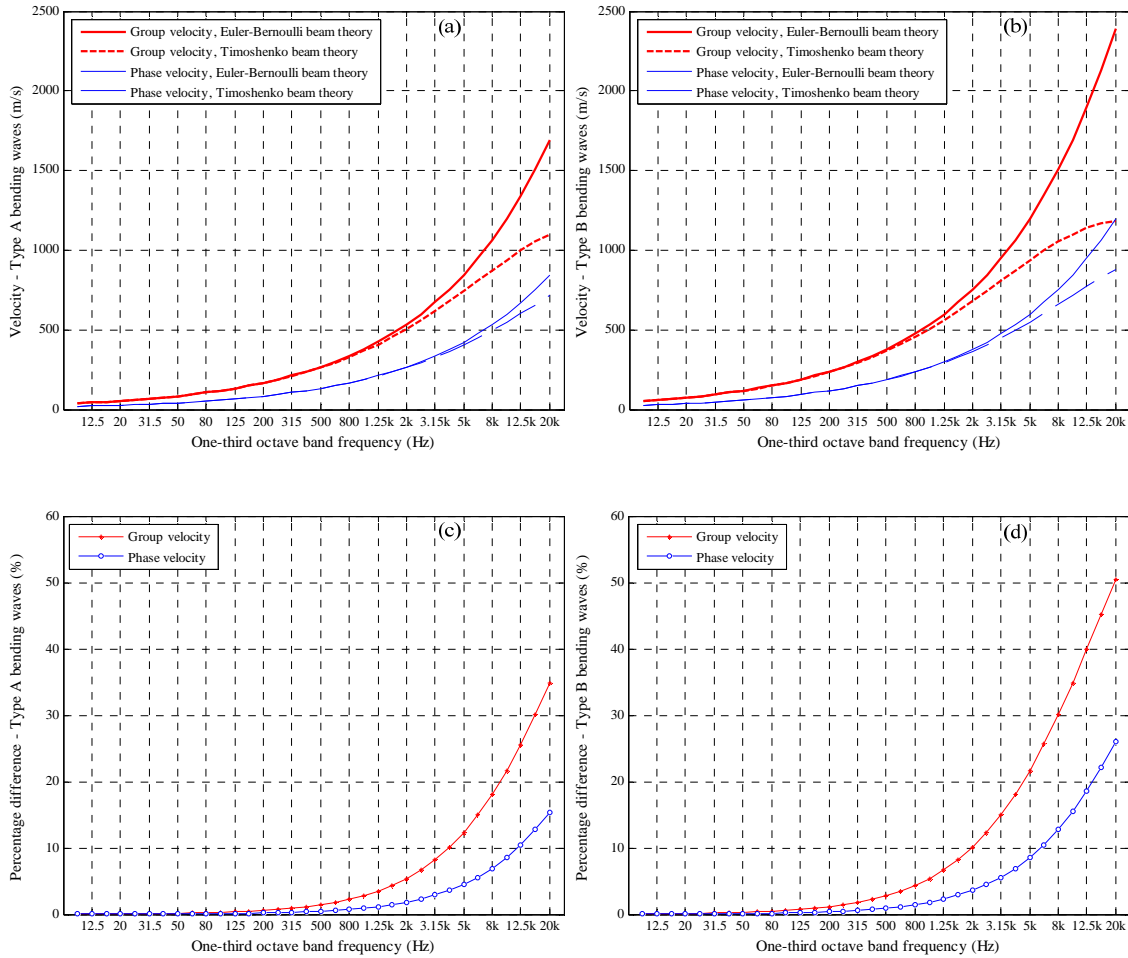 (a)
Group velocity, Euler-Bernoulli beam theory
Group velocity, Timoshenko beam theory
Phase velocity, Euler-Bernoulli beam theory
Phase velocity, Timoshenko beam theory
Velocity - Type A bending waves (m/s)
2500
2000
1500
1000
500
0
12.5 20 31.5 50 80 125 200 315 500 800 1.25k 2k 3.15k 5k 8k 12.5k 20k
One-third octave band frequency (Hz)
(b)
Group velocity, Euler-Bernoulli beam theory
Group velocity, Timoshenko beam theory
Phase velocity, Euler-Bernoulli beam theory
Phase velocity, Timoshenko beam theory
Velocity - Type B bending waves (m/s)
2500
2000
1500
1000
500
0
12.5 20 31.5 50 80 125 200 315 500 800 1.25k 2k 3.15k 5k 8k 12.5k 20k
One-third octave band frequency (Hz)
(c)
Group velocity
Phase velocity
Percentage difference - Type A bending waves (%)
60
50
40
30
20
10
0
12.5 20 31.5 50 80 125 200 315 500 800 1.25k 2k 3.15k 5k 8k 12.5k 20k
One-third octave band frequency (Hz)
(d)
Group velocity
Phase velocity
Percentage difference - Type B bending waves (%)
60
50
40
30
20
10
0
12.5 20 31.5 50 80 125 200 315 500 800 1.25k 2k 3.15k 5k 8k 12.5k 20k
One-third octave band frequency (Hz)